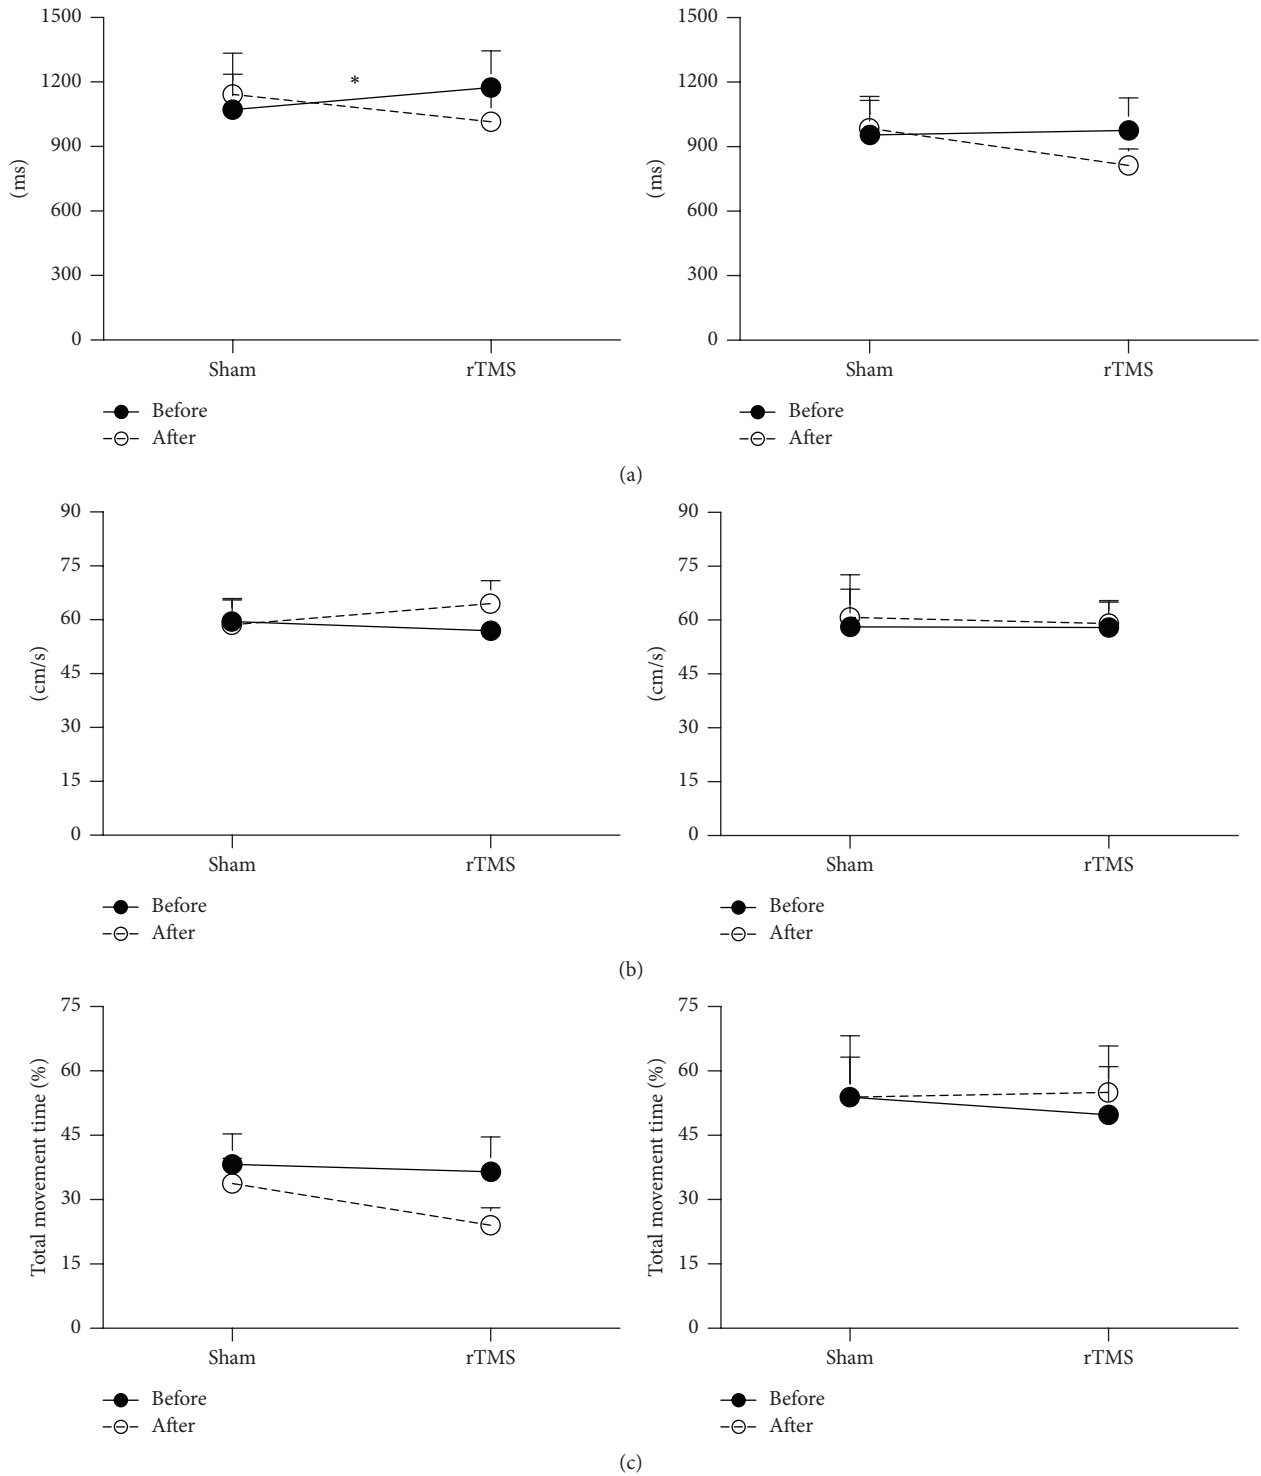 1500
1200
900
600
300
0
(ms)
*
Sham rTMS
Before
After
1500
1200
900
600
300
0
(ms)
Sham rTMS
Before
After
(a)
90
75
60
45
30
15
0
(cm/s)
Sham rTMS
Before
After
90
75
60
45
30
15
0
(cm/s)
Sham rTMS
Before
After
(b)
75
60
45
30
15
0
Total movement time (%)
Sham rTMS
Before
After
75
60
45
30
15
0
Total movement time (%)
Sham rTMS
Before
After
(c)